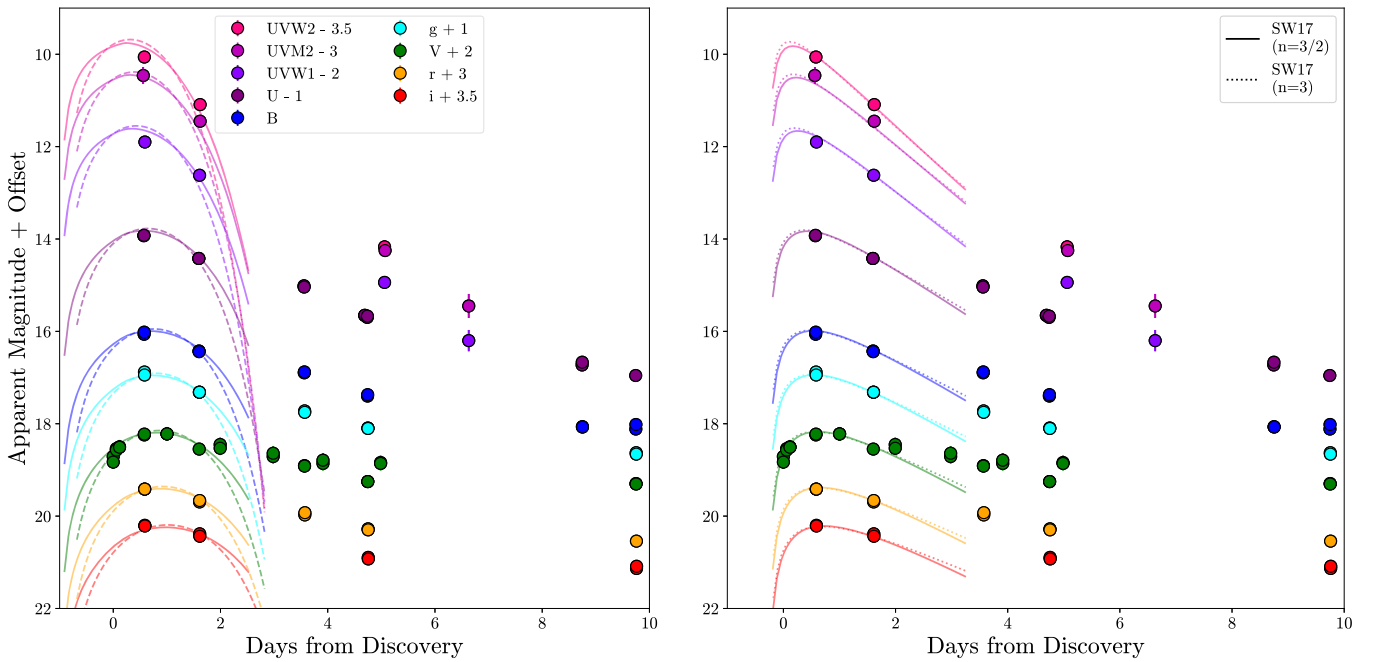 Apparent Magnitude + Offset
10
12
14
16
18
20
22
UVW2 - 3.5
UVM2 - 3
UVW1 - 2
U - 1
B
g + 1
V + 2
r + 3
i + 3.5
0
2
4
6
8
10
Days from Discovery
10
12
14
16
18
20
22
SW17
(n=3/2)
SW17
(n=3)
0
2
4
6
8
10
Days from Discovery